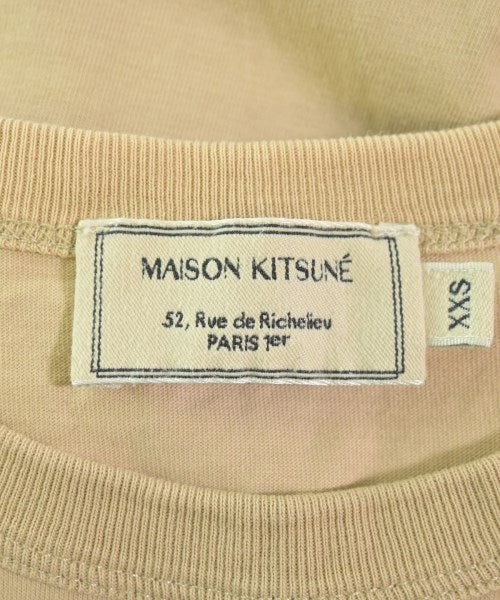 MAISON KITSUNÉ
52, Rue de Richelieu
PARIS 1er
XXS